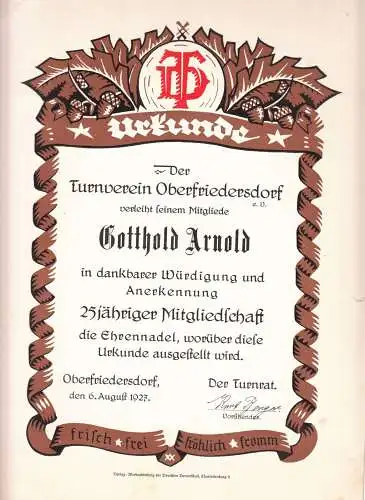 DT
Urkunde
Der
Turnverein Oberfriedersdorf
e. V.
verleiht seinem Mitgliede
Gotthold Arnold
in dankbarer Würdigung und
Anerkennung
25jähriger Mitgliedschaft
die Ehrennadel, worüber diese
Urkunde ausgestellt wird.
Oberfriedersdorf, Der Turnrat.
den 6. August 1927.
Vorsitzender.
frisch frei fröhlich fromm